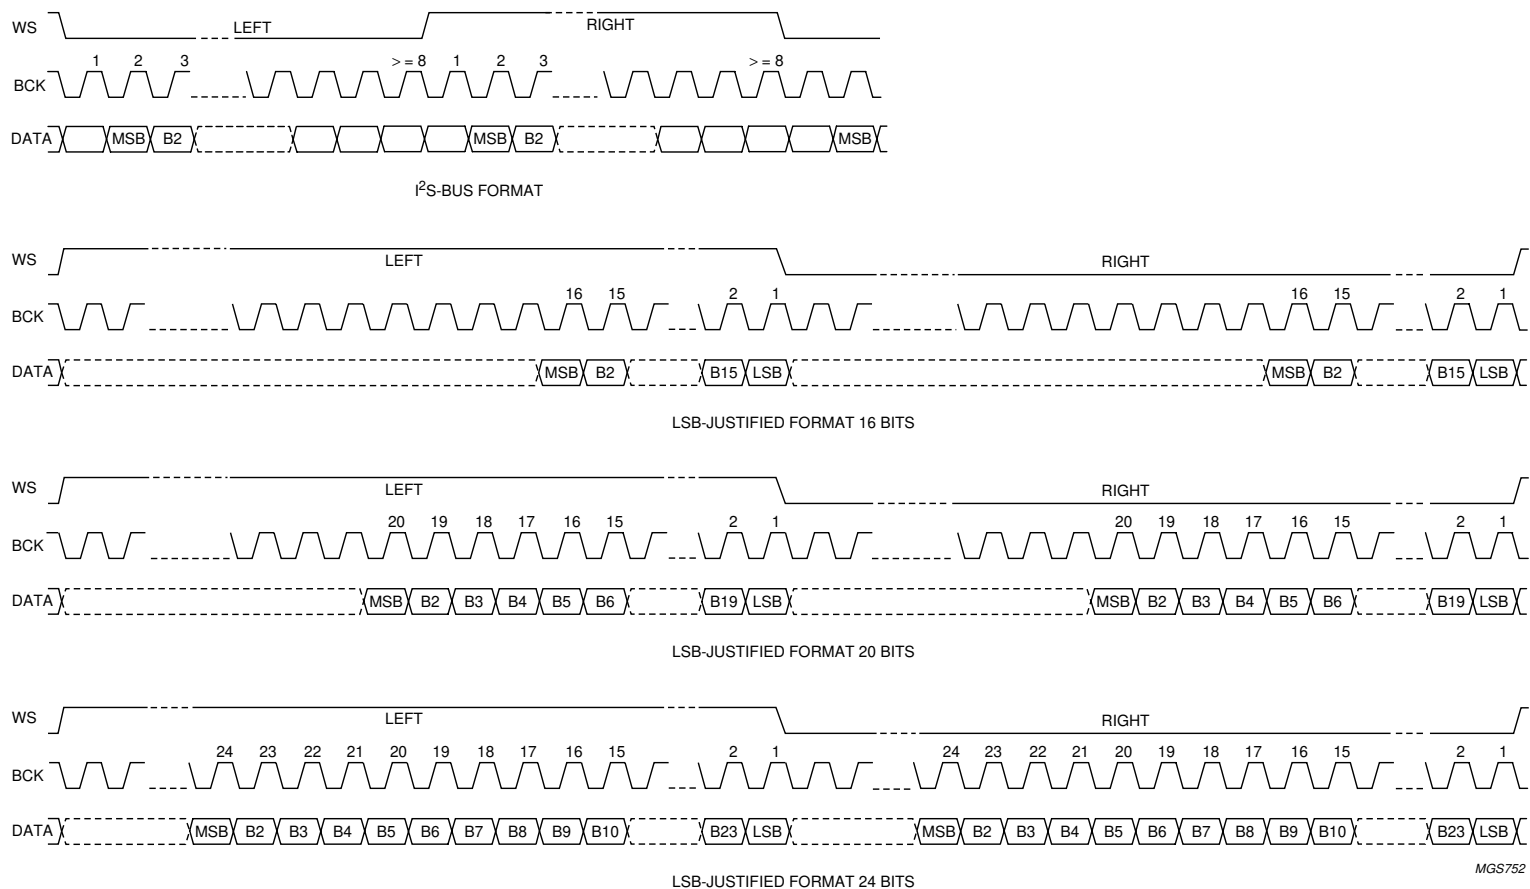 WS LEFT RIGHT
BCK 1 2 3 > = 8 1 2 3 > = 8
DATA MSB B2 MSB B2 MSB
I²S-BUS FORMAT
WS LEFT RIGHT
BCK 16 15 2 1 16 15 2 1
DATA MSB B2 B15 LSB MSB B2 B15 LSB
LSB-JUSTIFIED FORMAT 16 BITS
WS LEFT RIGHT
BCK 20 19 18 17 16 15 2 1 20 19 18 17 16 15 2 1
DATA MSB B2 B3 B4 B5 B6 B19 LSB MSB B2 B3 B4 B5 B6 B19 LSB
LSB-JUSTIFIED FORMAT 20 BITS
WS LEFT RIGHT
BCK 24 23 22 21 20 19 18 17 16 15 2 1 24 23 22 21 20 19 18 17 16 15 2 1
DATA MSB B2 B3 B4 B5 B6 B7 B8 B9 B10 B23 LSB MSB B2 B3 B4 B5 B6 B7 B8 B9 B10 B23 LSB
MGS752
LSB-JUSTIFIED FORMAT 24 BITS